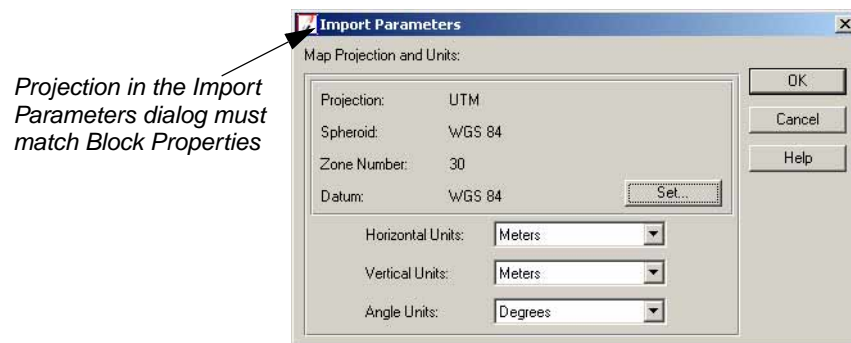 Projection in the Import
Parameters dialog must
match Block Properties
Import Parameters
Map Projection and Units:
Projection: UTM
Spheroid: WGS 84
Zone Number: 30
Datum: WGS 84
Set...
Horizontal Units: Meters
Vertical Units: Meters
Angle Units: Degrees
OK
Cancel
Help